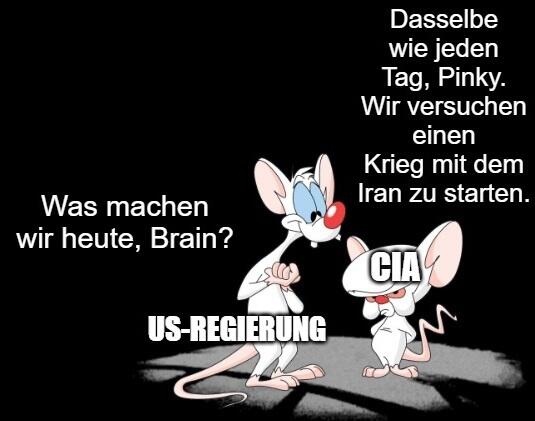 Was machen
wir heute, Brain?
Dasselbe
wie jeden
Tag, Pinky.
Wir versuchen
einen
Krieg mit dem
Iran zu starten.
US-REGIERUNG
CIA